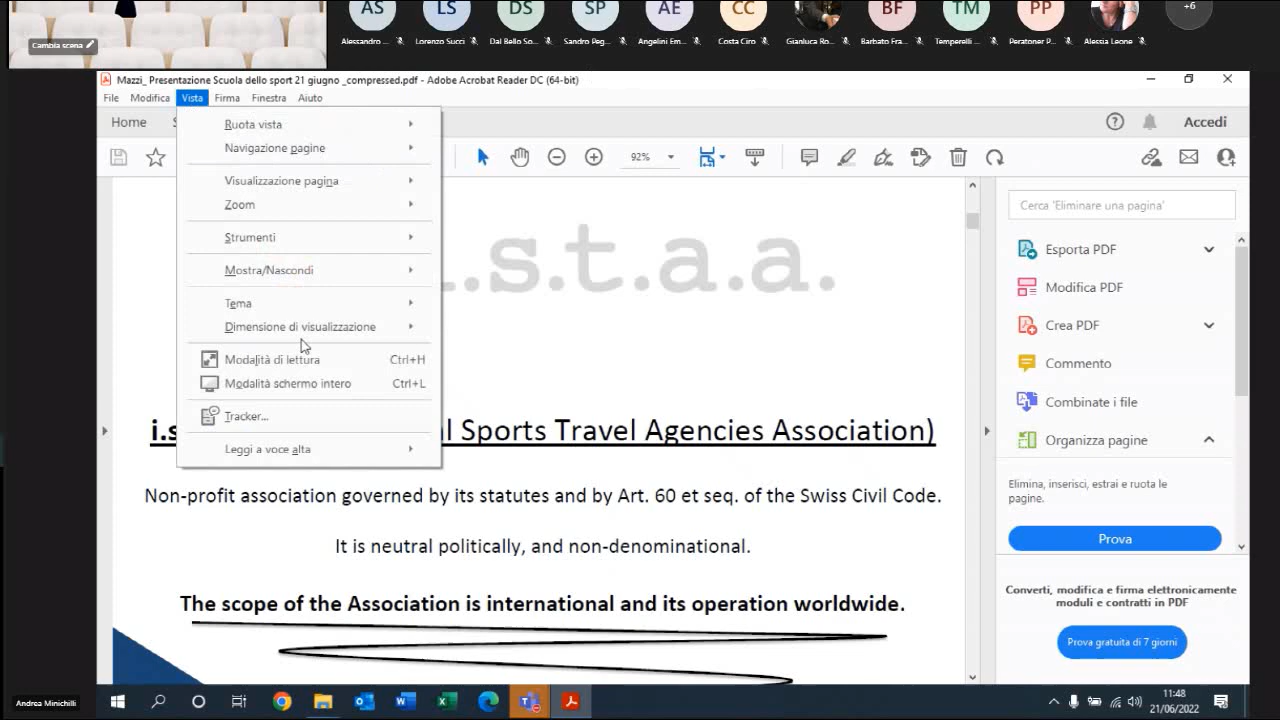 AS LS DS SP AE CC BF TM PP +6
Cambia scena
Alessandro ... Lorenzo Succi Dal Bello So... Sandro Peg... Angelini Em... Costa Ciro Gianluca Ro... Barbato Fra... Temperelli ... Peratoner P... Alessia Leone
Mazzi_ Presentazione Scuola dello sport 21 giugno _compressed.pdf - Adobe Acrobat Reader DC (64-bit)
File Modifica Vista Firma Finestra Aiuto
Home S Accedi
92%
Ruota vista
Navigazione pagine
Visualizzazione pagina
Zoom
Strumenti
Mostra/Nascondi
Tema
Dimensione di visualizzazione
Modalità di lettura Ctrl+H
Modalità schermo intero Ctrl+L
Tracker...
Leggi a voce alta
.s.t.a.a.
i.s l Sports Travel Agencies Association)
Non-profit association governed by its statutes and by Art. 60 et seq. of the Swiss Civil Code.
It is neutral politically, and non-denominational.
The scope of the Association is international and its operation worldwide.
Cerca 'Eliminare una pagina'
Esporta PDF
Modifica PDF
Crea PDF
Commento
Combinate i file
Organizza pagine
Elimina, inserisci, estrai e ruota le
pagine.
Prova
Converti, modifica e firma elettronicamente
moduli e contratti in PDF
Prova gratuita di 7 giorni
Andrea Minichilli
11:48
21/06/2022